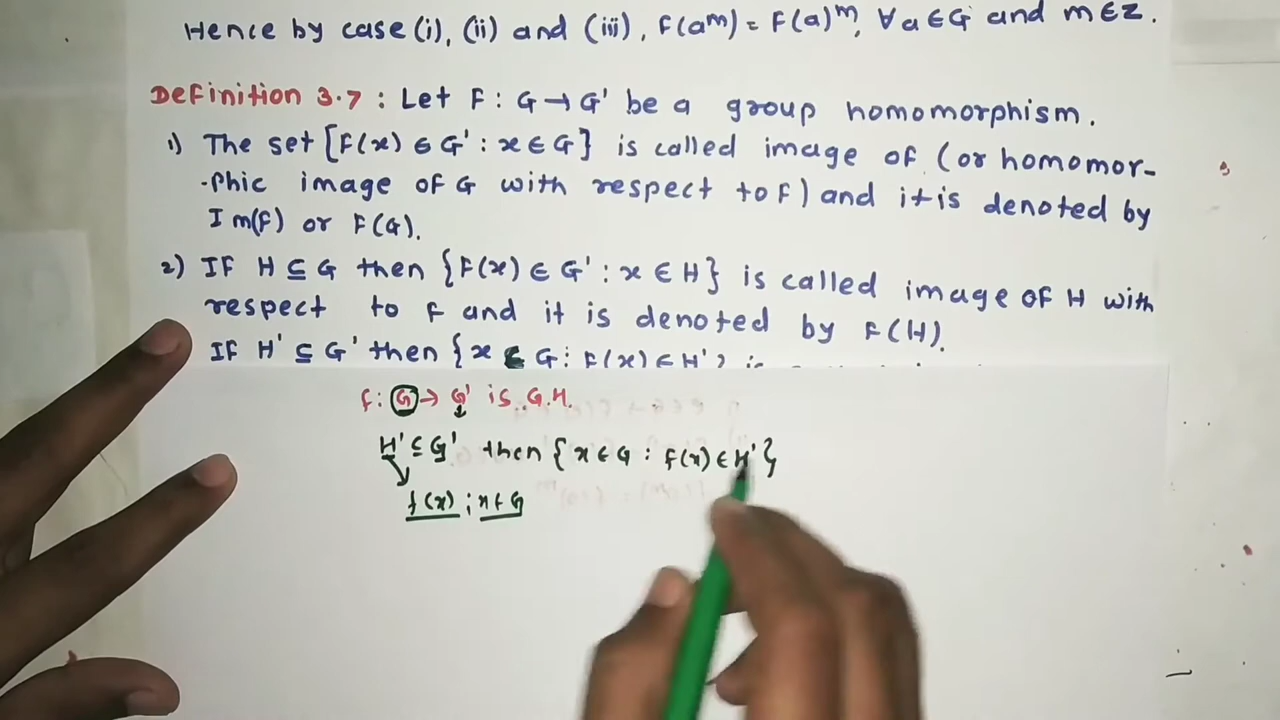 Hence by case (i), (ii) and (iii), F(aᵐ) = F(a)ᵐ, ∀a∈G and m∈Z.
Definition 3.7 : Let F : G→G' be a group homomorphism.
1) The set [F(x) ∈ G' : x ∈ G} is called image of (or homomor-
-phic image of G with respect to F) and it is denoted by
Im(F) or F(G).
2) IF H ⊆ G then {F(x) ∈ G' : x ∈ H} is called image of H with
respect to F and it is denoted by F(H).
IF H' ⊆ G' then {x ∈ G : F(x) ∈ H'}
f: G → G' is G.H.
H' ⊆ G' then {x ∈ G : F(x) ∈ H'}
f(x) ; x ∈ G